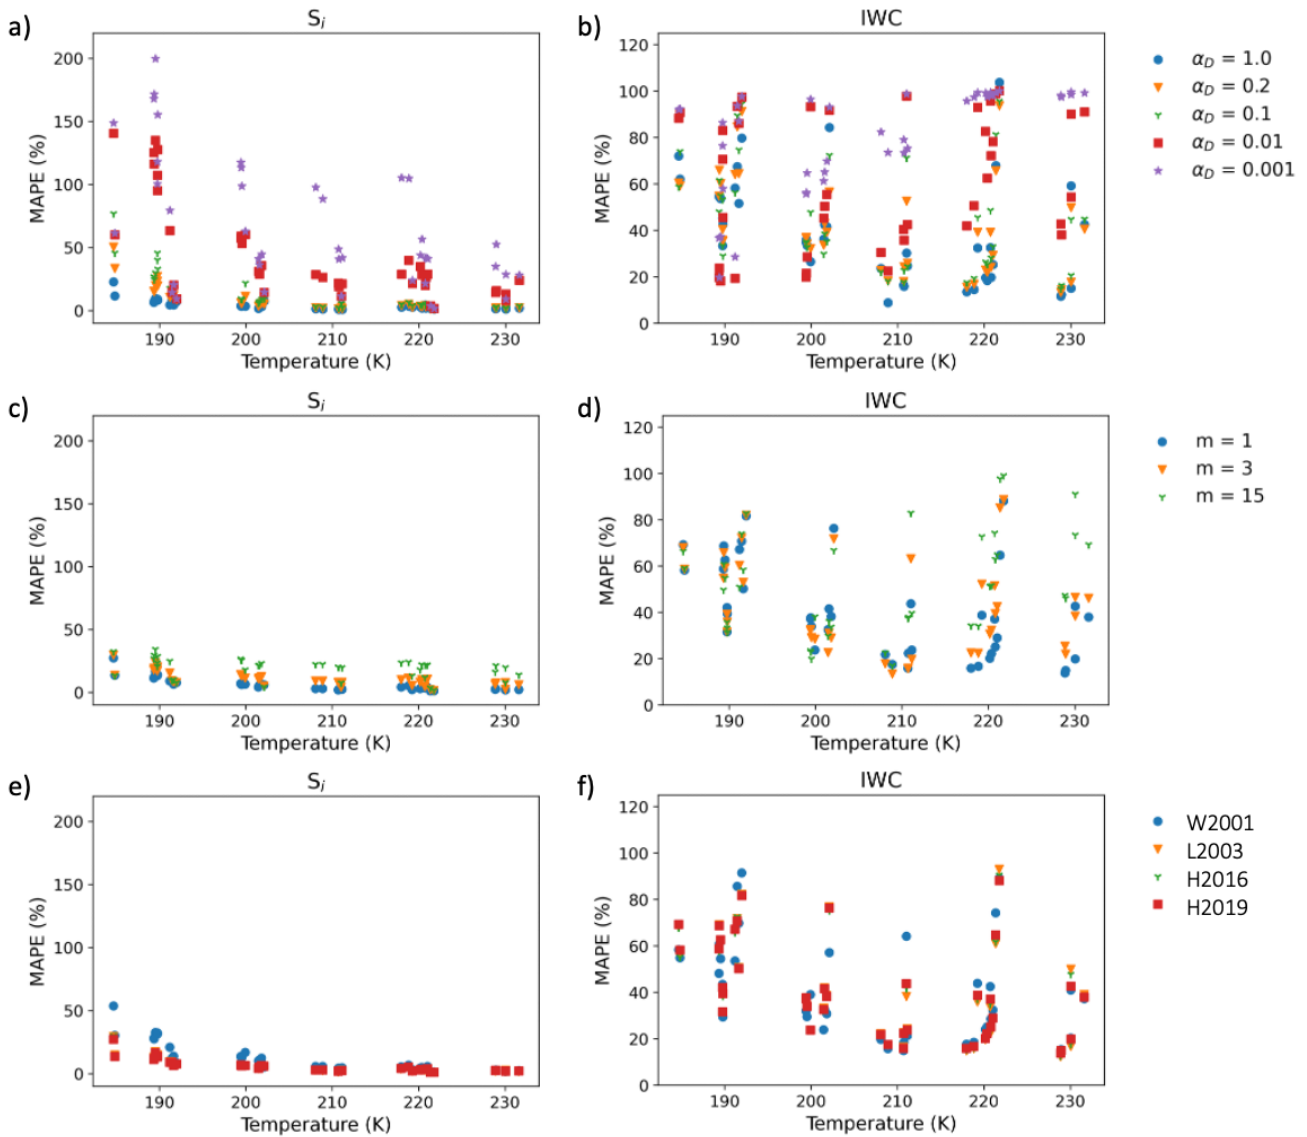 a)
S_i
200
150
100
50
0
MAPE (%)
190 200 210 220 230
Temperature (K)
b)
IWC
120
100
80
60
40
20
0
MAPE (%)
190 200 210 220 230
Temperature (K)
α_D = 1.0
α_D = 0.2
α_D = 0.1
α_D = 0.01
α_D = 0.001
c)
S_i
200
150
100
50
0
MAPE (%)
190 200 210 220 230
Temperature (K)
d)
IWC
120
100
80
60
40
20
0
MAPE (%)
190 200 210 220 230
Temperature (K)
m = 1
m = 3
m = 15
e)
S_i
200
150
100
50
0
MAPE (%)
190 200 210 220 230
Temperature (K)
f)
IWC
120
100
80
60
40
20
0
MAPE (%)
190 200 210 220 230
Temperature (K)
W2001
L2003
H2016
H2019